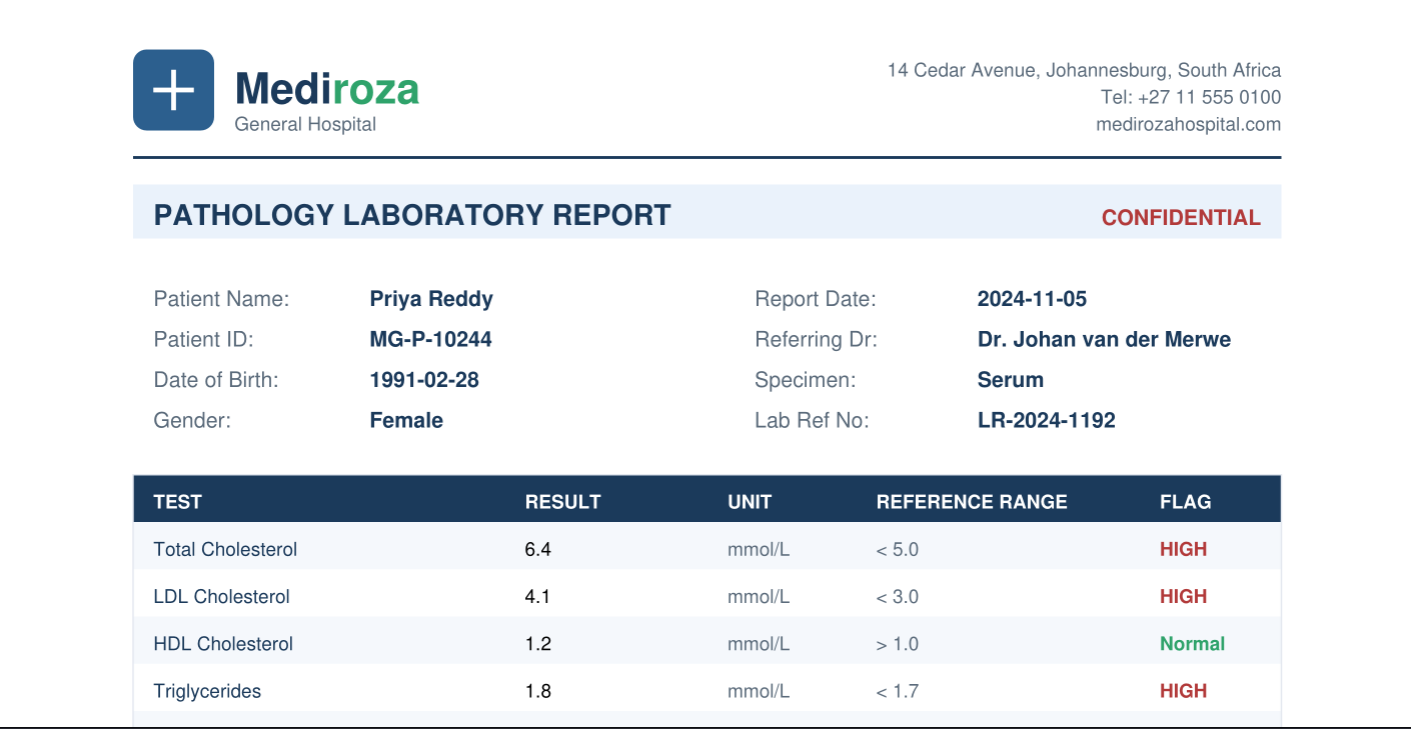 Mediroza
General Hospital
14 Cedar Avenue, Johannesburg, South Africa
Tel: +27 11 555 0100
medirozahospital.com
PATHOLOGY LABORATORY REPORT CONFIDENTIAL
Patient Name: Priya Reddy Report Date: 2024-11-05
Patient ID: MG-P-10244 Referring Dr: Dr. Johan van der Merwe
Date of Birth: 1991-02-28 Specimen: Serum
Gender: Female Lab Ref No: LR-2024-1192
TEST RESULT UNIT REFERENCE RANGE FLAG
Total Cholesterol 6.4 mmol/L < 5.0 HIGH
LDL Cholesterol 4.1 mmol/L < 3.0 HIGH
HDL Cholesterol 1.2 mmol/L > 1.0 Normal
Triglycerides 1.8 mmol/L < 1.7 HIGH